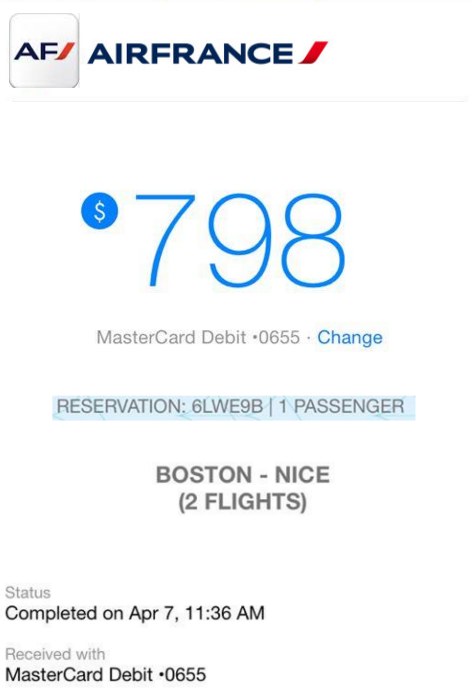 AF
AIRFRANCE
$ 798
MasterCard Debit •0655 · Change
RESERVATION: 6LWE9B | 1 PASSENGER
BOSTON - NICE
(2 FLIGHTS)
Status
Completed on Apr 7, 11:36 AM
Received with
MasterCard Debit •0655